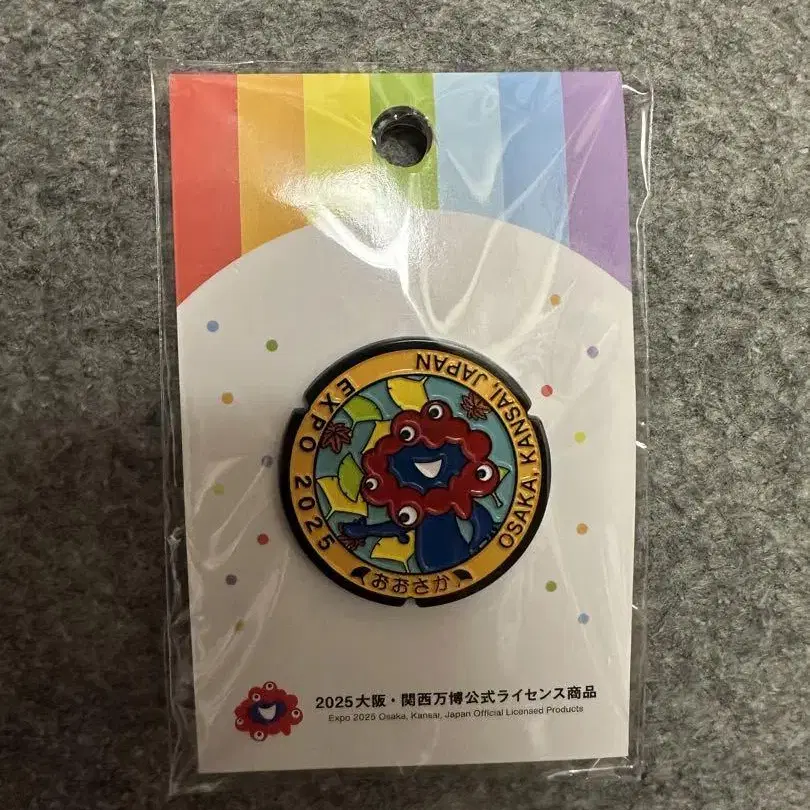 EXPO 2025
OSAKA, KANSAI, JAPAN
おおさか
2025大阪・関西万博公式ライセンス商品
Expo 2025 Osaka, Kansai, Japan Official Licensed Products